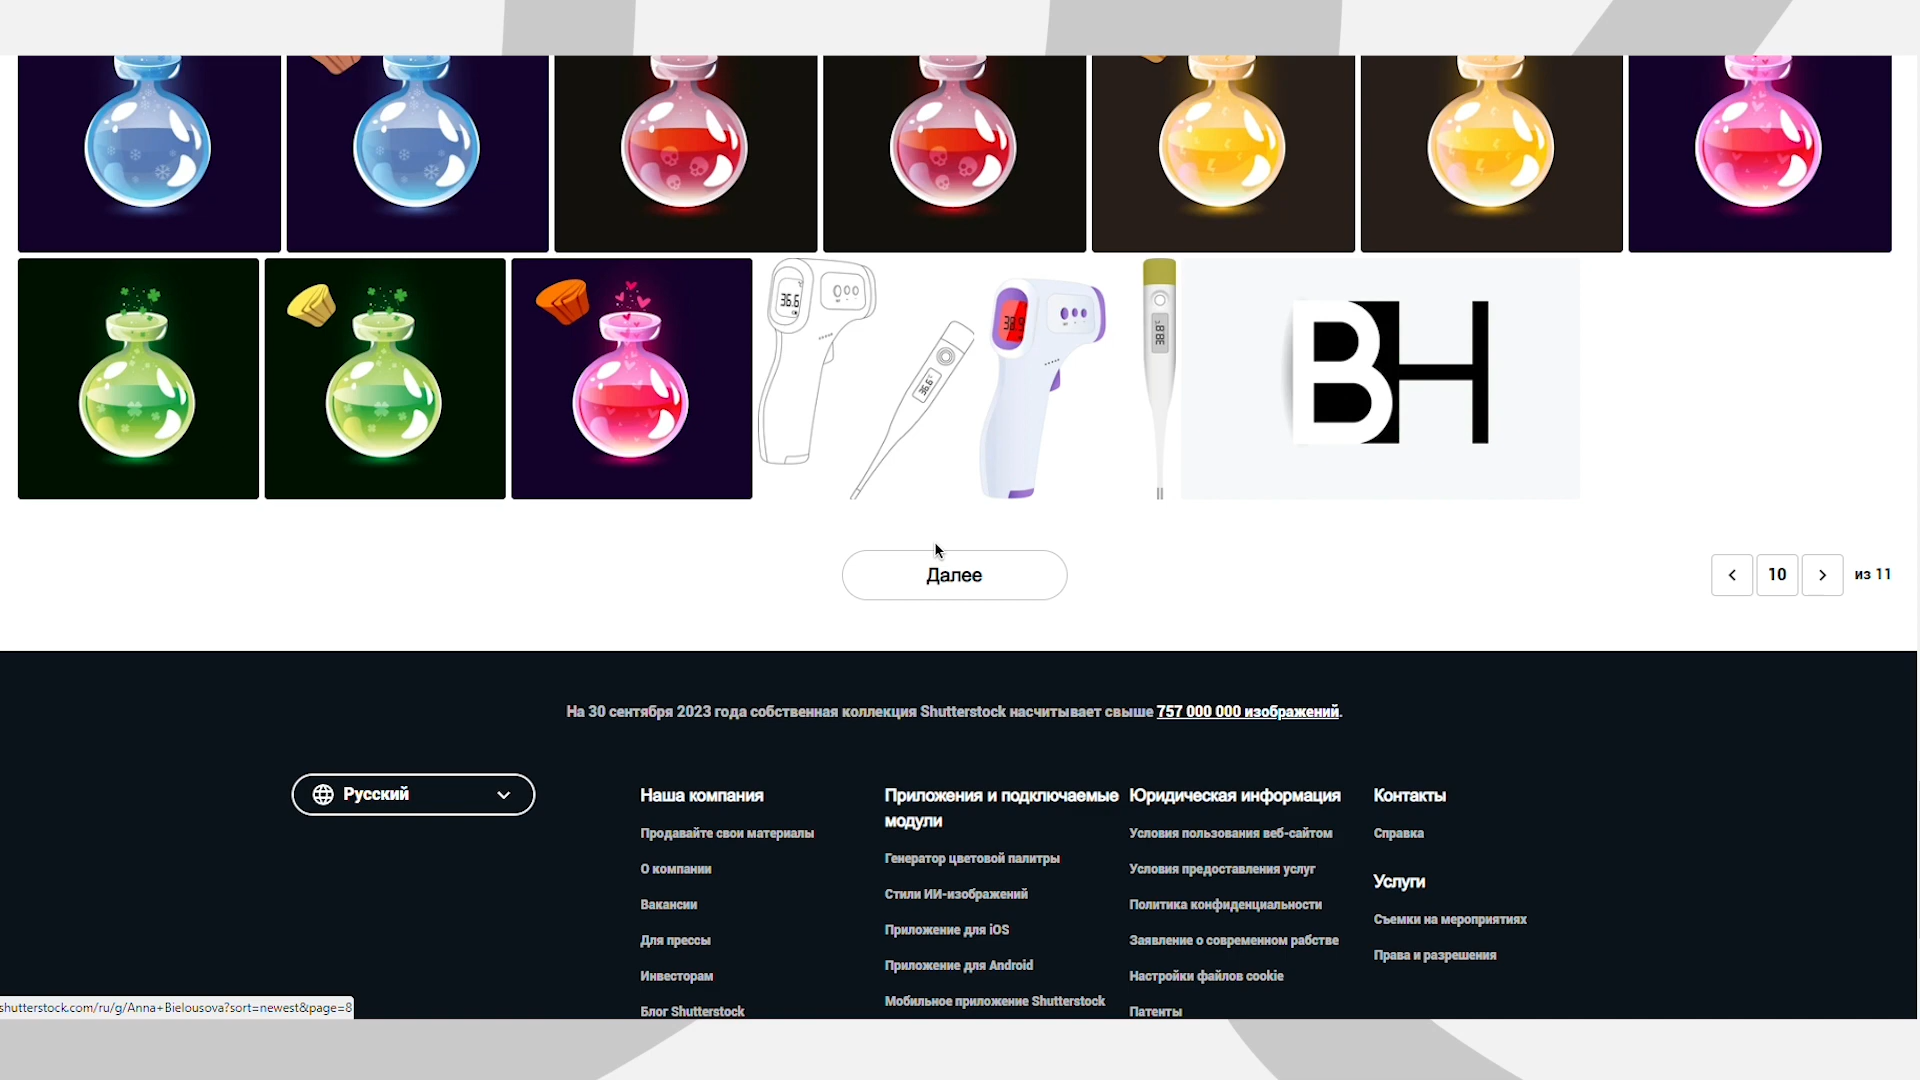 36.6
36.6
38.9
38.8
BH
Далее
10
из 11
На 30 сентября 2023 года собственная коллекция Shutterstock насчитывает свыше 757 000 000 изображений.
Русский
Наша компания
Продавайте свои материалы
О компании
Вакансии
Для прессы
Инвесторам
Блог Shutterstock
Приложения и подключаемые
модули
Генератор цветовой палитры
Стили ИИ-изображений
Приложение для iOS
Приложение для Android
Мобильное приложение Shutterstock
Юридическая информация
Условия пользования веб-сайтом
Условия предоставления услуг
Политика конфиденциальности
Заявление о современном рабстве
Настройки файлов cookie
Патенты
Контакты
Справка
Услуги
Съемки на мероприятиях
Права и разрешения
shutterstock.com/ru/g/Anna+Bielousova?sort=newest&page=8